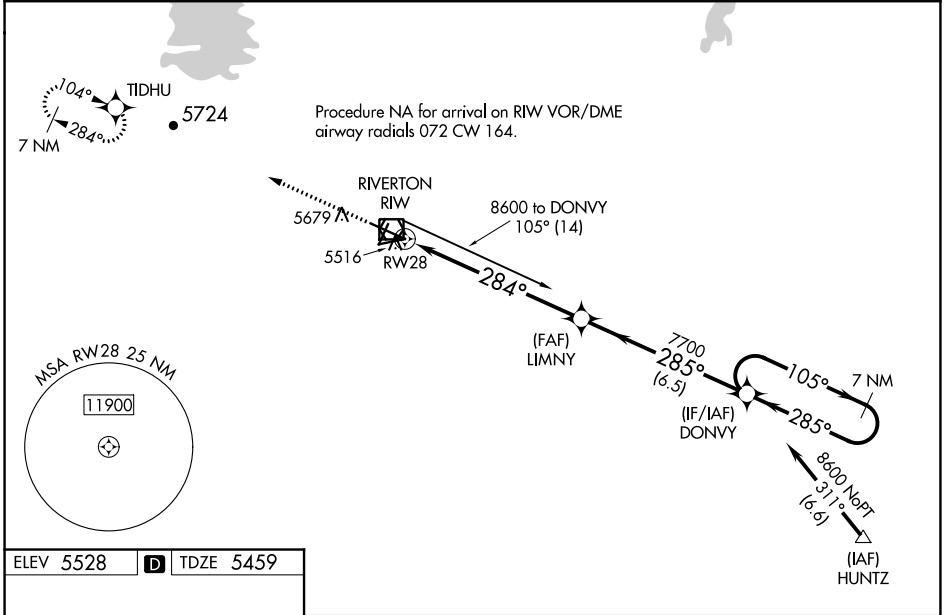 104°
TIDHU
284°
7 NM
5724
Procedure NA for arrival on RIW VOR/DME
airway radials 072 CW 164.
RIVERTON
RIW
5679
5516
RW28
8600 to DONVY
105° (14)
284°
(FAF)
LIMNY
7700
285°
(6.5)
(IF/IAF)
DONVY
105°
7 NM
285°
8600 NoPT
311°
(6.6)
(IAF)
HUNTZ
MSA RW28 25 NM
11900
ELEV 5528 D TDZE 5459